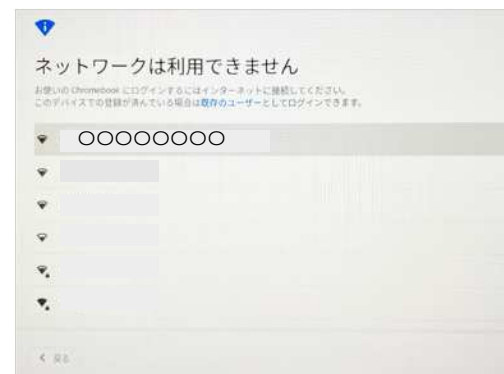 ネットワークは利用できません
お使いの Chromebook にログインするにはインターネットに接続してください。
このデバイスでの登録が済んでいる場合は既存のユーザーとしてログインできます。
〇〇〇〇〇〇〇〇
戻る